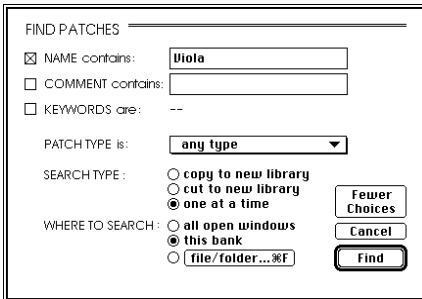 FIND PATCHES
NAME contains: Viola
COMMENT contains:
KEYWORDS are: --
PATCH TYPE is: any type
SEARCH TYPE : copy to new library
cut to new library
one at a time
Fewer Choices
WHERE TO SEARCH : all open windows
this bank
file/folder...⌘F
Cancel
Find